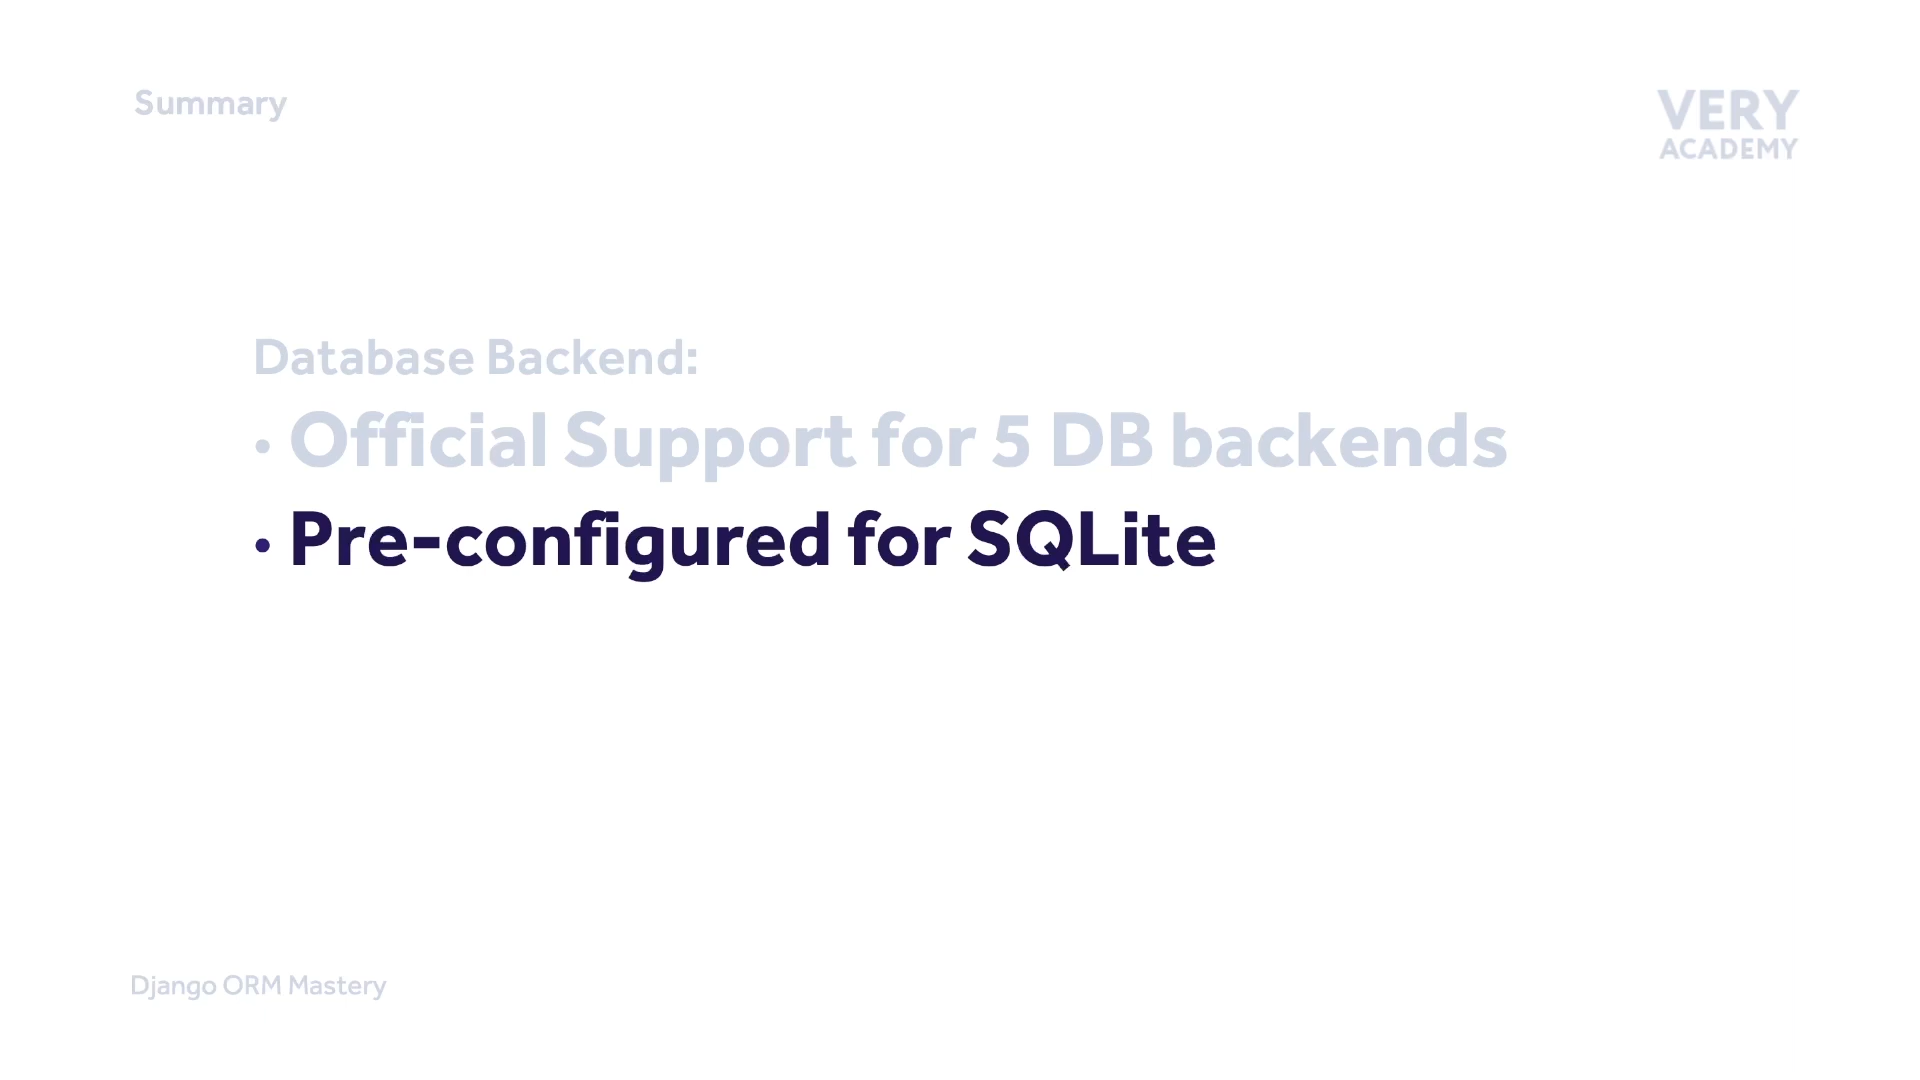 Summary
VERY
ACADEMY
Database Backend:
• Official Support for 5 DB backends
• Pre-configured for SQLite
Django ORM Mastery